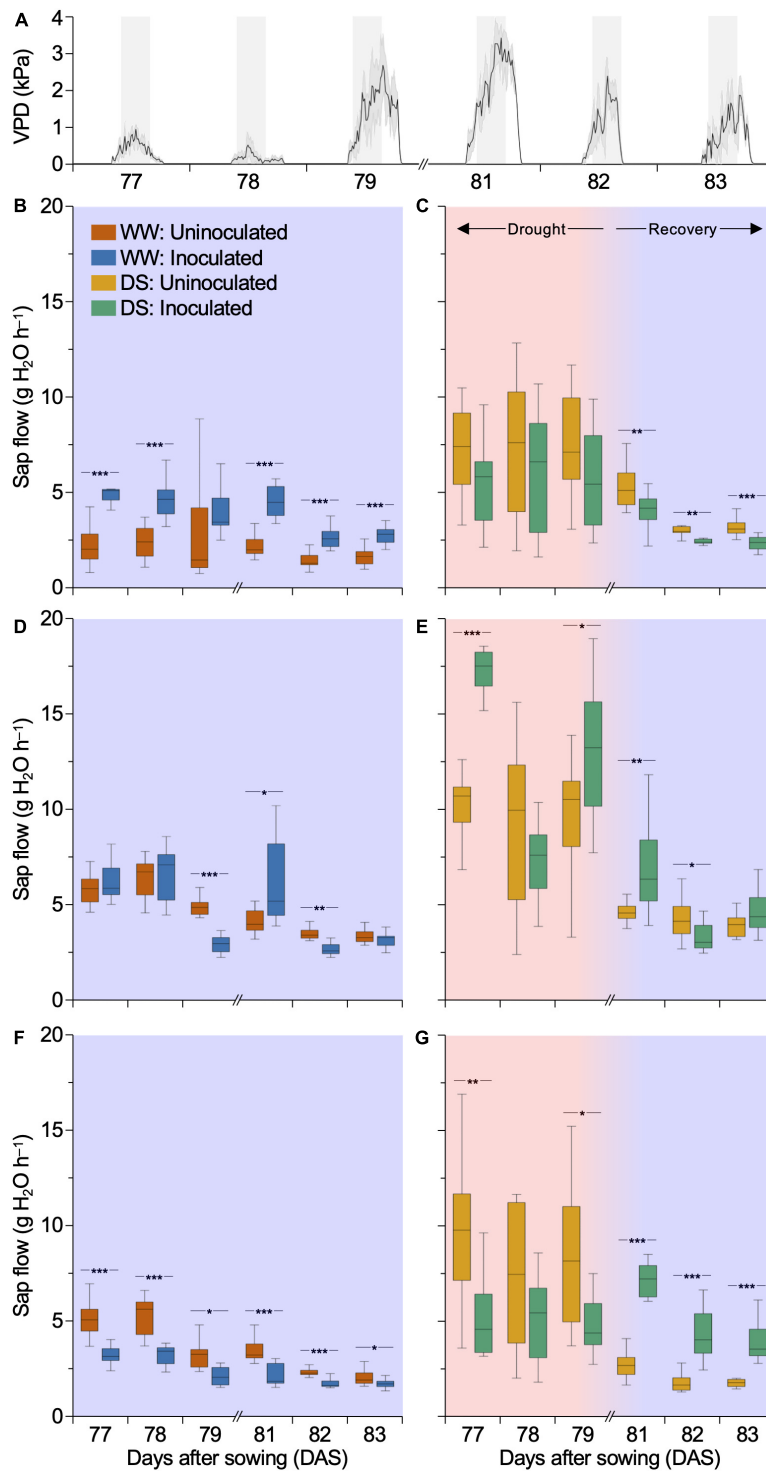 A
VPD (kPa)
4
3
2
1
0
77 78 79 81 82 83
B
Sap flow (g H₂O h⁻¹)
20
15
10
5
0
WW: Uninoculated
WW: Inoculated
DS: Uninoculated
DS: Inoculated
*** *** *** *** ***
C
Drought Recovery
** ** ***
D
Sap flow (g H₂O h⁻¹)
20
15
10
5
0
*** * **
E
*** * ** *
F
Sap flow (g H₂O h⁻¹)
20
15
10
5
0
*** *** * *** *** *
77 78 79 81 82 83
Days after sowing (DAS)
G
** * *** *** ***
77 78 79 81 82 83
Days after sowing (DAS)